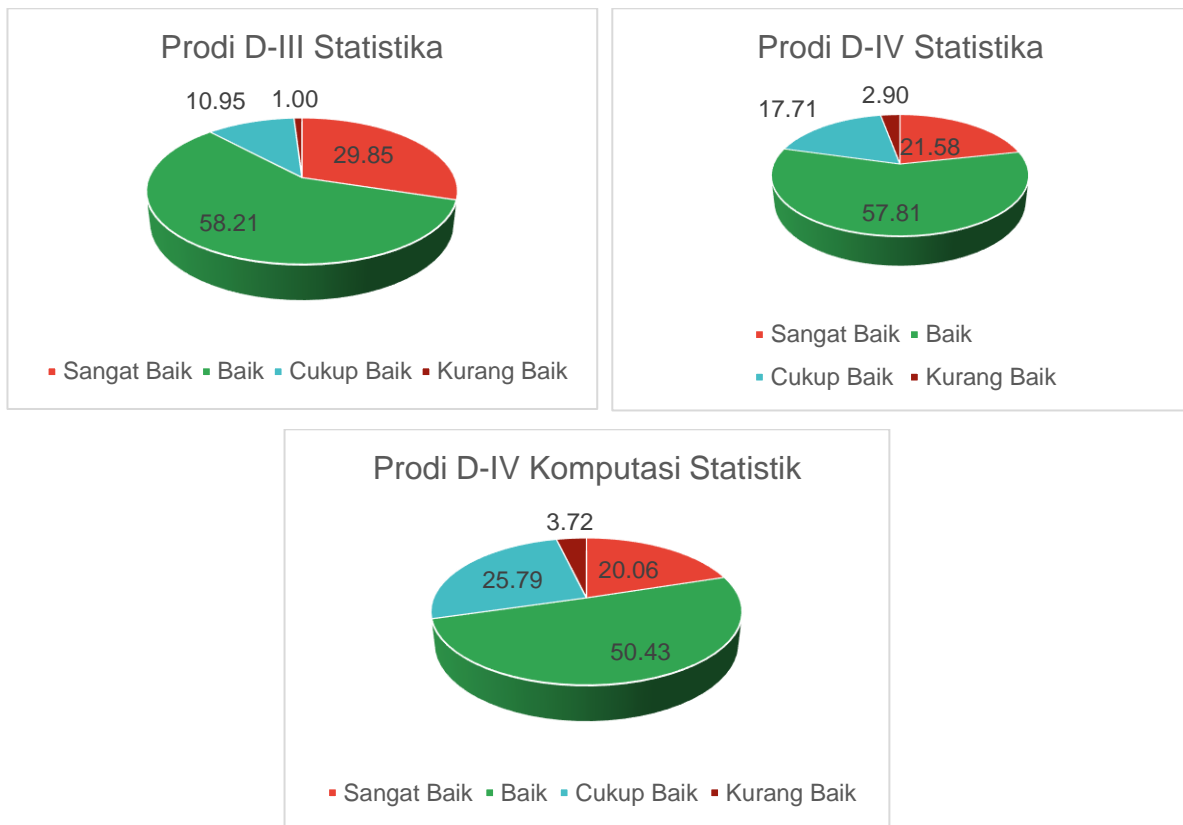 Prodi D-III Statistika
10.95 1.00
29.85
58.21
Sangat Baik Baik Cukup Baik Kurang Baik
Prodi D-IV Statistika
17.71 2.90
21.58
57.81
Sangat Baik Baik
Cukup Baik Kurang Baik
Prodi D-IV Komputasi Statistik
3.72
25.79 20.06
50.43
Sangat Baik Baik Cukup Baik Kurang Baik